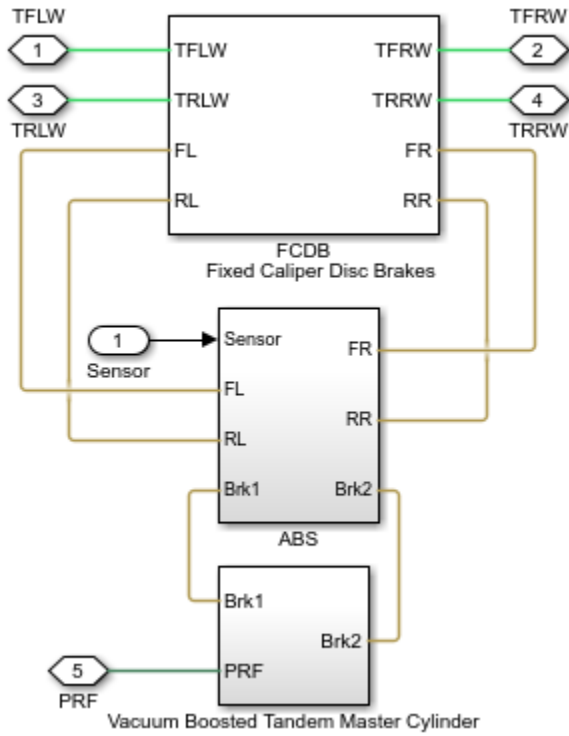 TFLW
TFRW
1
TFLW
TFRW
2
3
TRLW
TRRW
4
TRLW
TRRW
FL
FR
RL
RR
FCDB
Fixed Caliper Disc Brakes
1
Sensor
Sensor
FR
FL
RR
RL
Brk1
Brk2
ABS
Brk1
Brk2
5
PRF
PRF
Vacuum Boosted Tandem Master Cylinder